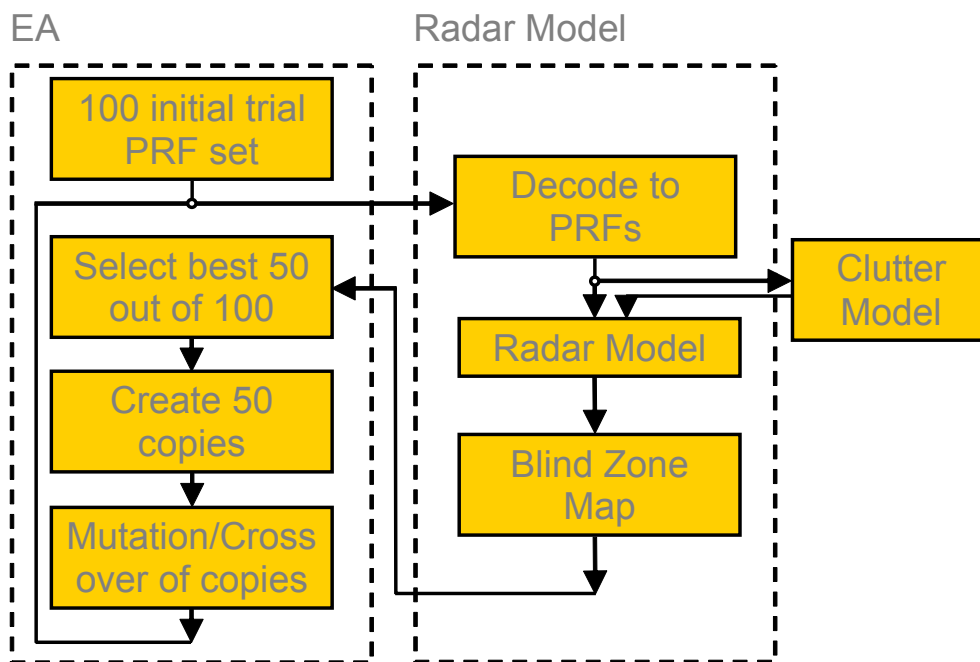 EA
100 initial trial
PRF set
Select best 50
out of 100
Create 50
copies
Mutation/Cross
over of copies
Radar Model
Decode to
PRFs
Radar Model
Blind Zone
Map
Clutter
Model